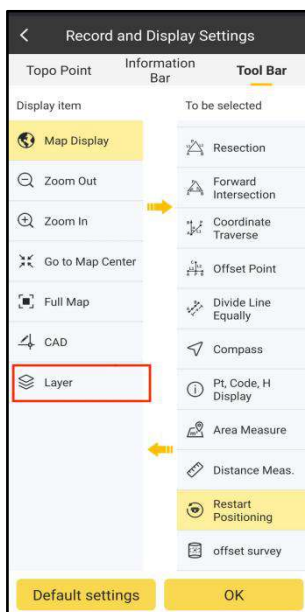 Record and Display Settings
Topo Point
Information
Bar
Tool Bar
Display item
Map Display
Zoom Out
Zoom In
Go to Map Center
Full Map
CAD
Layer
To be selected
Resection
Forward
Intersection
Coordinate
Traverse
Offset Point
Divide Line
Equally
Compass
Pt, Code, H
Display
Area Measure
Distance Meas.
Restart
Positioning
offset survey
Default settings
OK